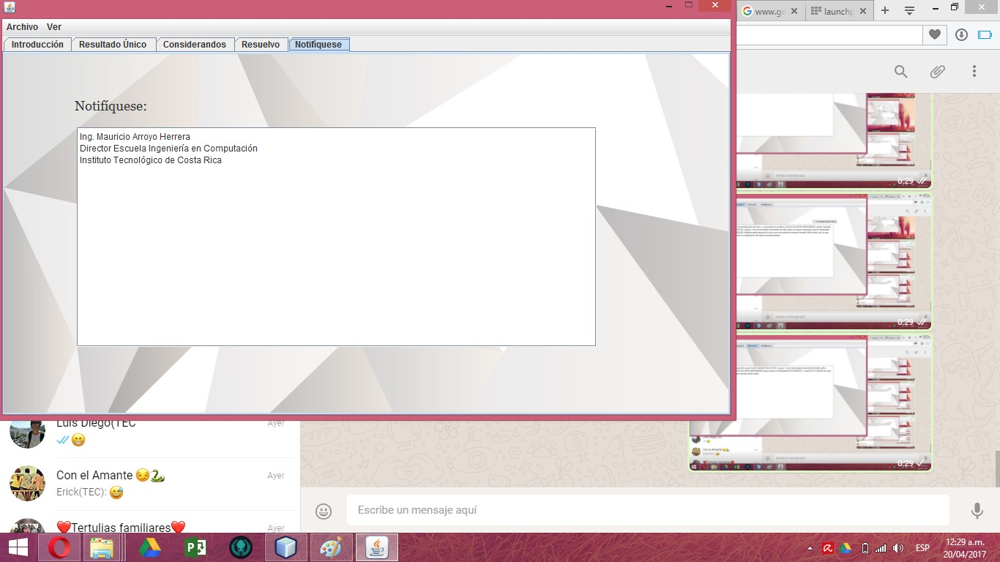 Archivo Ver
Introducción Resultado Único Considerandos Resuelvo Notifíquese
Notifíquese:
Ing. Mauricio Arroyo Herrera
Director Escuela Ingeniería en Computación
Instituto Tecnológico de Costa Rica
www.go
launchp
0:29
0:29
0:29
Luis Diego(TEC
Ayer
Con el Amante
Ayer
Erick(TEC):
Tertulias familiares
Ayer
Escribe un mensaje aquí
ESP
12:29 a.m.
20/04/2017